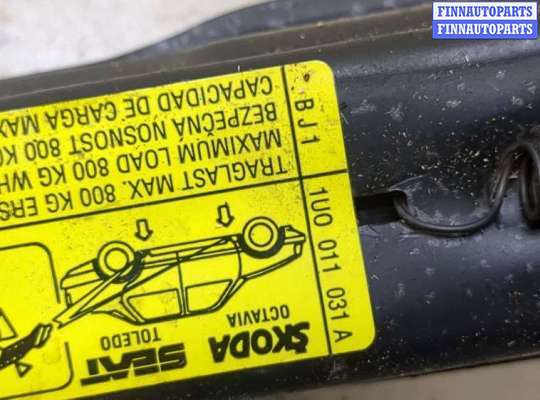 FINNAUTOPARTS
FINNAUTOPARTS
ŠKODA SEAT
OCTAVIA TOLEDO
1U0 011 031 A
BJ1
TRAGLAST MAX. 800 KG ERS
MAXIMUM LOAD 800 KG WH
BEZPEČNA NOSNOST 800 KG
CAPACIDAD DE CARGA MAX